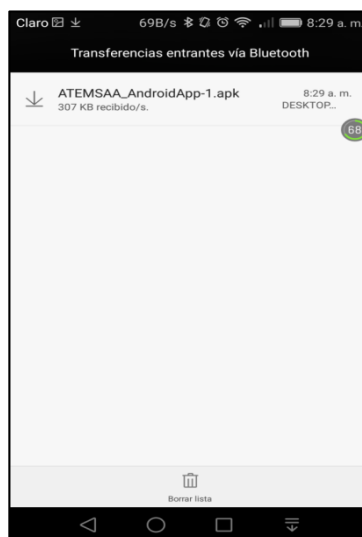 Claro 69B/s 8:29 a. m.
Transferencias entrantes vía Bluetooth
ATEMSAA_AndroidApp-1.apk 8:29 a. m.
307 KB recibido/s. DESKTOP...
68
Borrar lista